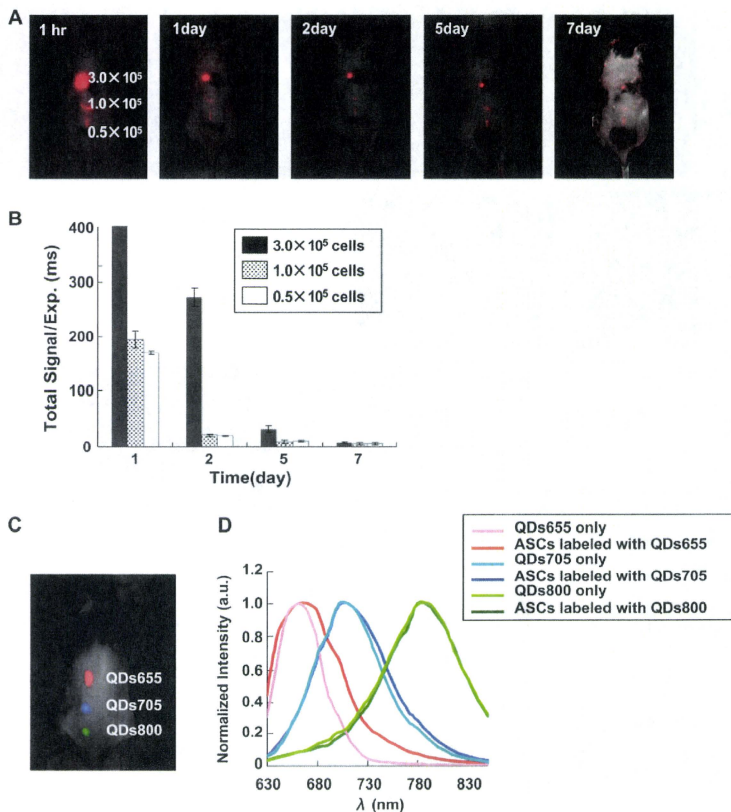 A
1 hr
1day
2day
5day
7day
3.0×10⁵
1.0×10⁵
0.5×10⁵
B
Total Signal/Exp. (ms)
400
300
200
100
0
3.0×10⁵ cells
1.0×10⁵ cells
0.5×10⁵ cells
1
2
5
7
Time(day)
C
QDs655
QDs705
QDs800
D
QDs655 only
ASCs labeled with QDs655
QDs705 only
ASCs labeled with QDs705
QDs800 only
ASCs labeled with QDs800
Normalized Intensity (a.u.)
1.2
1.0
0.8
0.6
0.4
0.2
0
630
680
730
780
830
λ (nm)